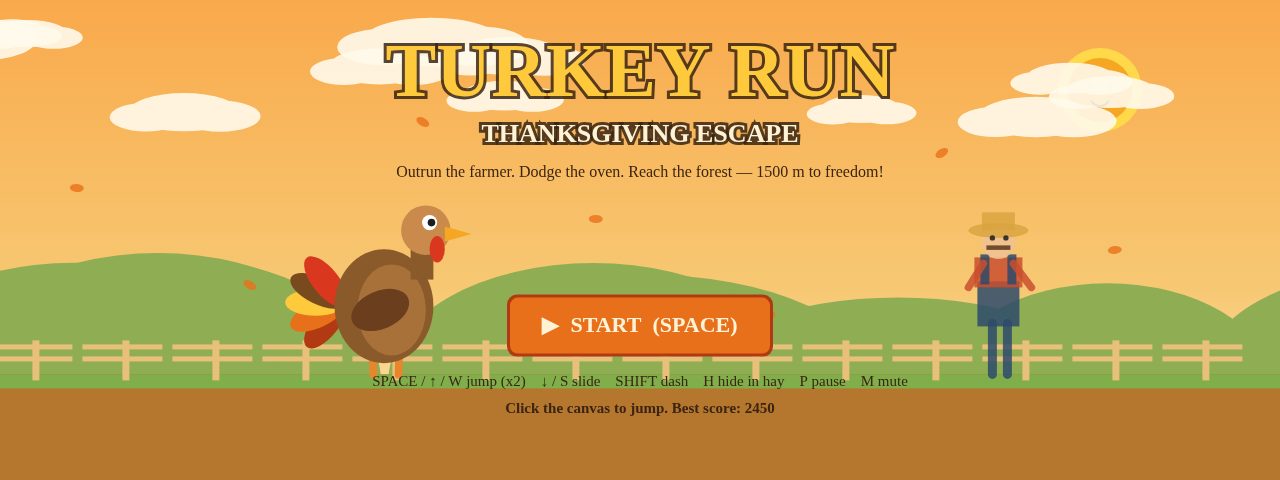 TURKEY RUN
THANKSGIVING ESCAPE
Outrun the farmer. Dodge the oven. Reach the forest — 1500 m to freedom!
▶ START (SPACE)
SPACE / ↑ / W jump (x2) ↓ / S slide SHIFT dash H hide in hay P pause M mute
Click the canvas to jump. Best score: 2450